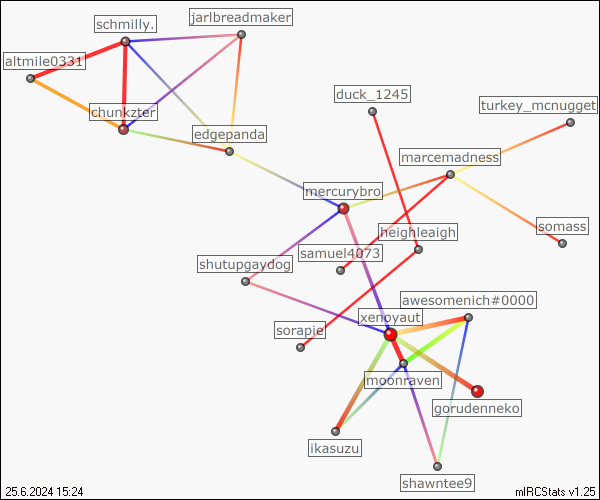 jarlbreadmaker
schmilly.
altmile0331
duck_1245
turkey_mcnugget
chunkzter
edgepanda
marcemadness
mercurybro
somass
heighleaigh
samuel4073
shutupgaydog
awesomenich#0000
xenoyaut
sorapie
moonraven
gorudenneko
ikasuzu
shawntee9
25.6.2024 15:24
mIRCStats v1.25